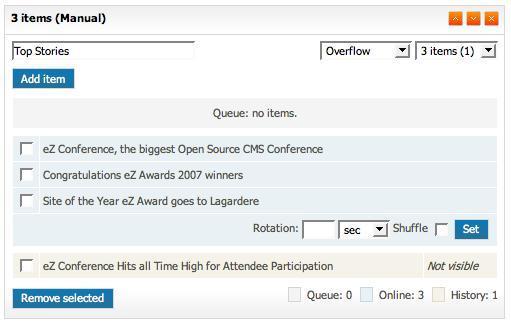 3 items (Manual)
Top Stories
Overflow
3 items (1)
Add item
Queue: no items.
eZ Conference, the biggest Open Source CMS Conference
Congratulations eZ Awards 2007 winners
Site of the Year eZ Award goes to Lagardere
Rotation: sec Shuffle Set
eZ Conference Hits all Time High for Attendee Participation Not visible
Remove selected Queue: 0 Online: 3 History: 1